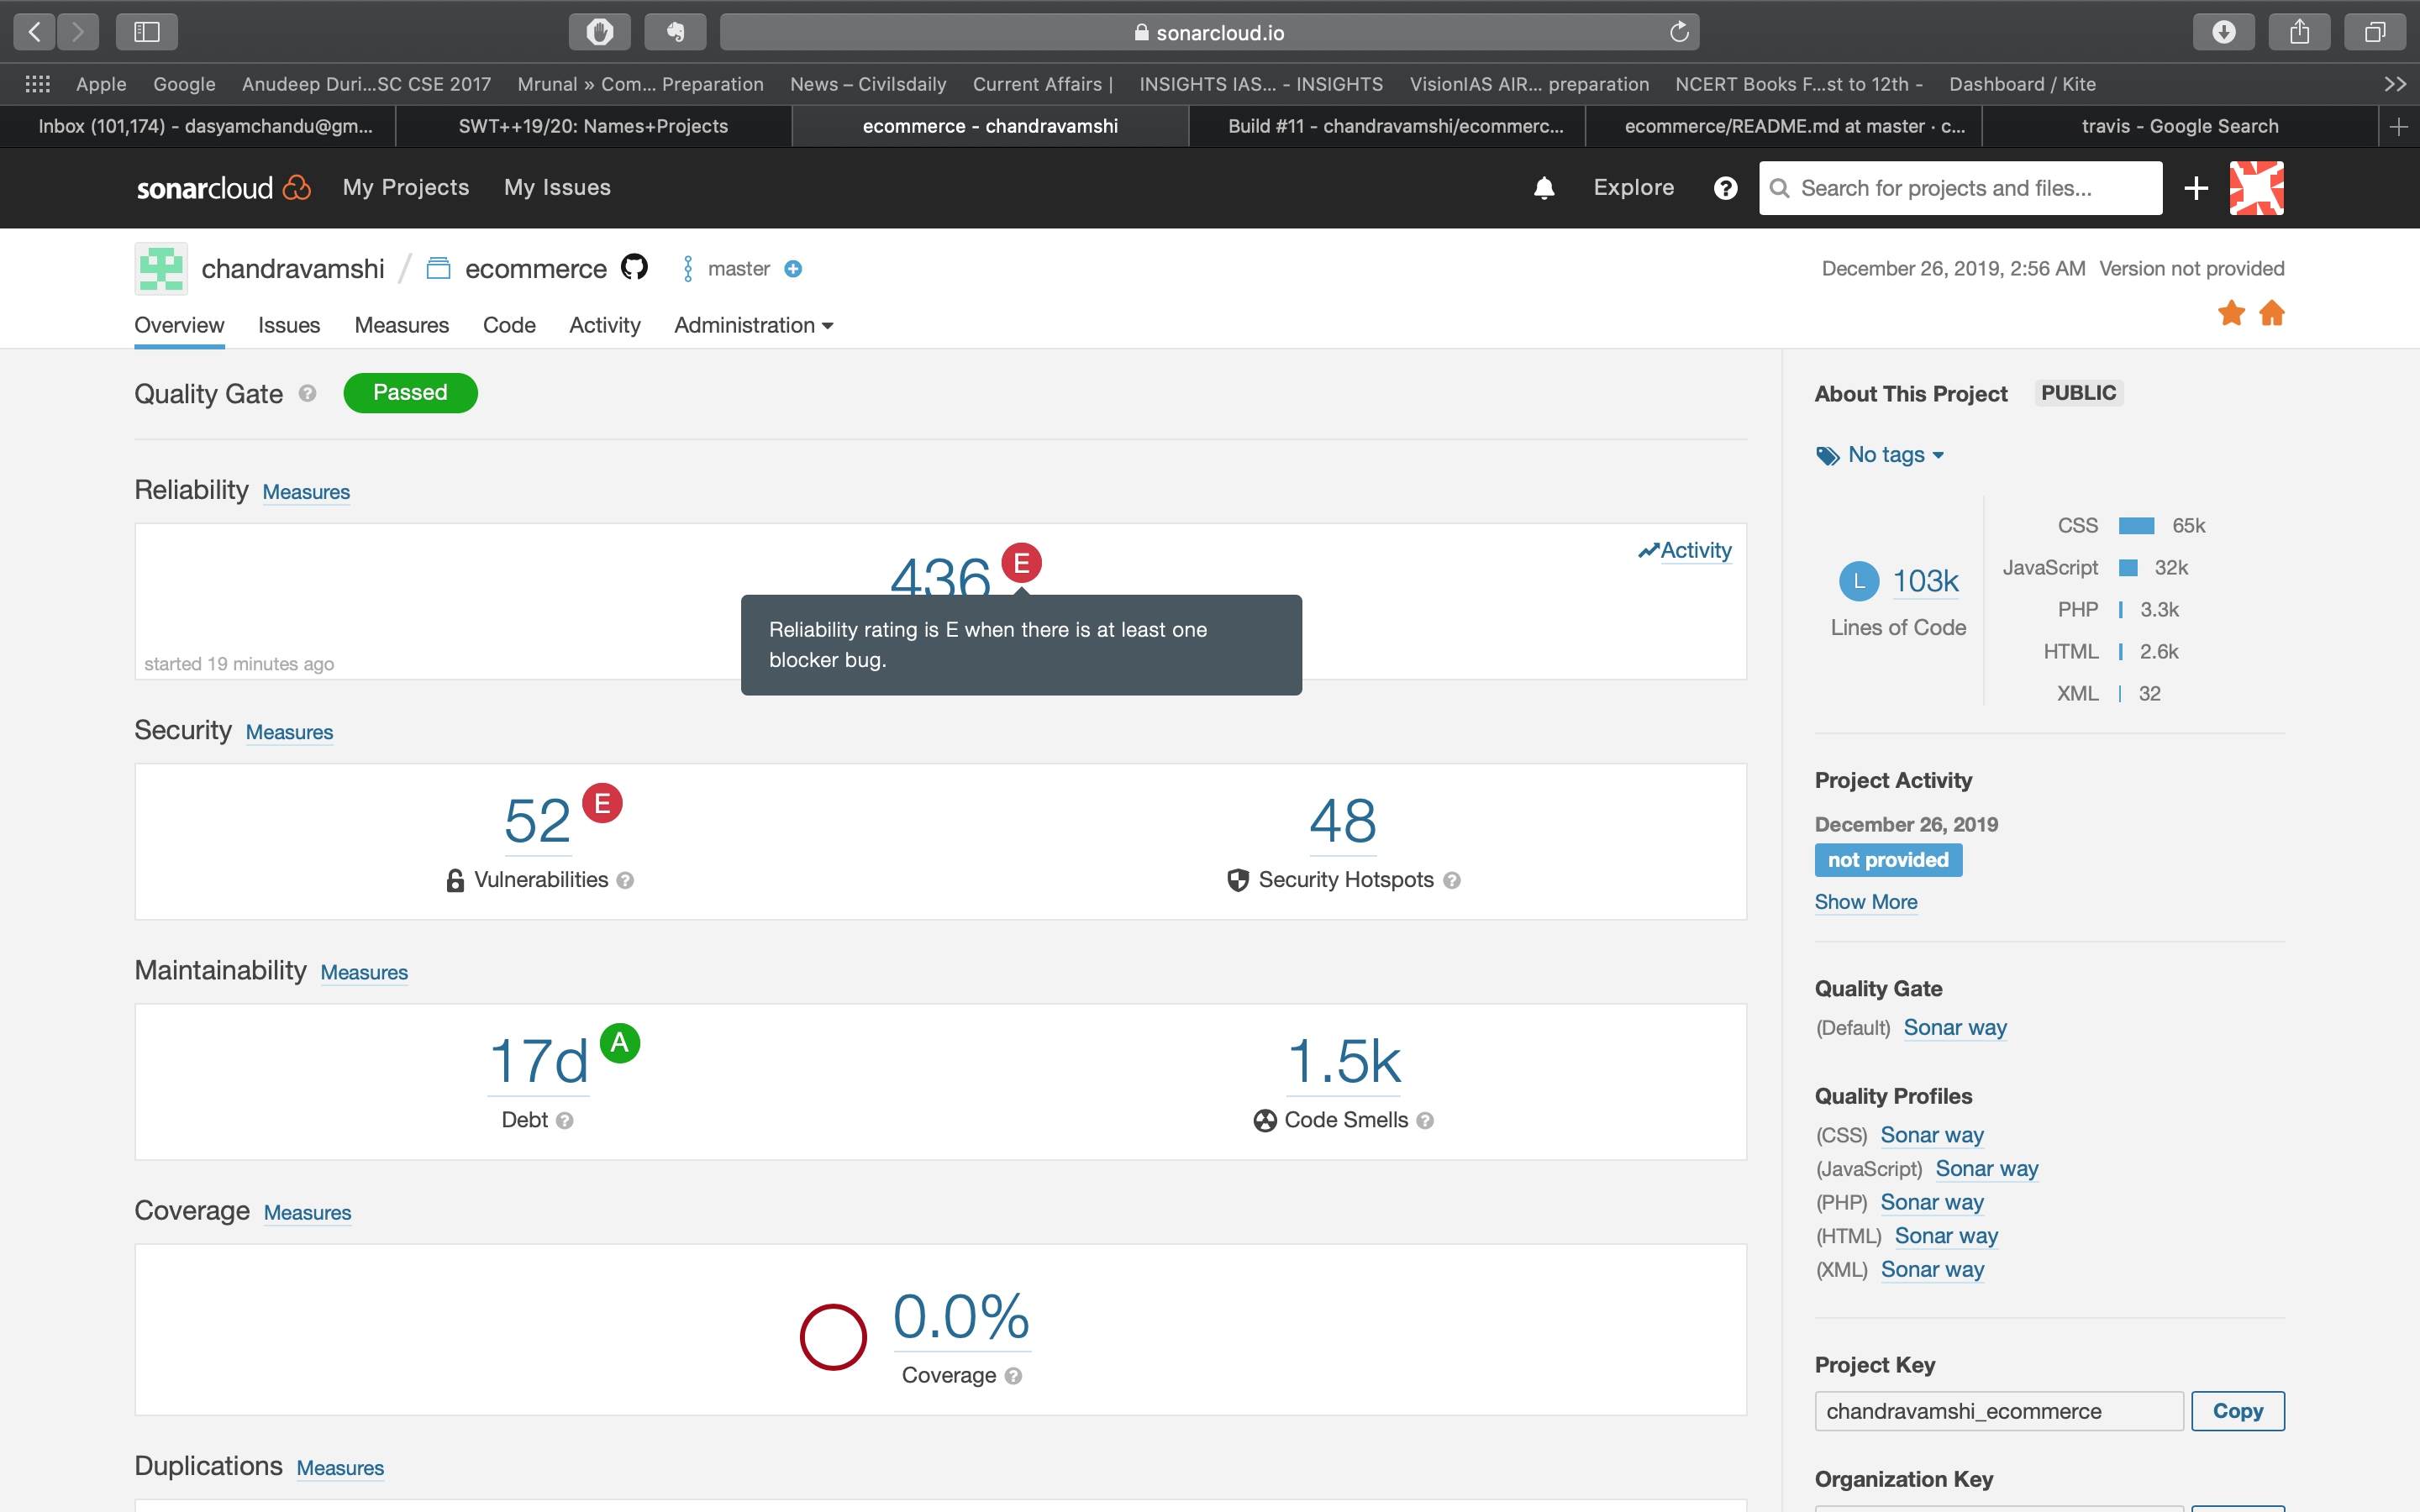 sonarcloud.io
Apple Google Anudeep Duri...SC CSE 2017 Mrunal » Com... Preparation News – Civilsdaily Current Affairs | INSIGHTS IAS... - INSIGHTS VisionIAS AIR... preparation NCERT Books F...st to 12th - Dashboard / Kite
Inbox (101,174) - dasyamchandu@gm... SWT++19/20: Names+Projects ecommerce - chandravamshi Build #11 - chandravamshi/ecommerc... ecommerce/README.md at master · c... travis - Google Search
sonarcloud My Projects My Issues Explore Search for projects and files...
chandravamshi / ecommerce master December 26, 2019, 2:56 AM Version not provided
Overview Issues Measures Code Activity Administration
Quality Gate Passed
Reliability Measures
436 E
Activity
Reliability rating is E when there is at least one
blocker bug.
started 19 minutes ago
Security Measures
52 E 48
Vulnerabilities Security Hotspots
Maintainability Measures
17d A 1.5k
Debt Code Smells
Coverage Measures
0.0%
Coverage
Duplications Measures
About This Project PUBLIC
No tags
L 103k
Lines of Code
CSS 65k
JavaScript 32k
PHP 3.3k
HTML 2.6k
XML 32
Project Activity
December 26, 2019
not provided
Show More
Quality Gate
(Default) Sonar way
Quality Profiles
(CSS) Sonar way
(JavaScript) Sonar way
(PHP) Sonar way
(HTML) Sonar way
(XML) Sonar way
Project Key
chandravamshi_ecommerce Copy
Organization Key